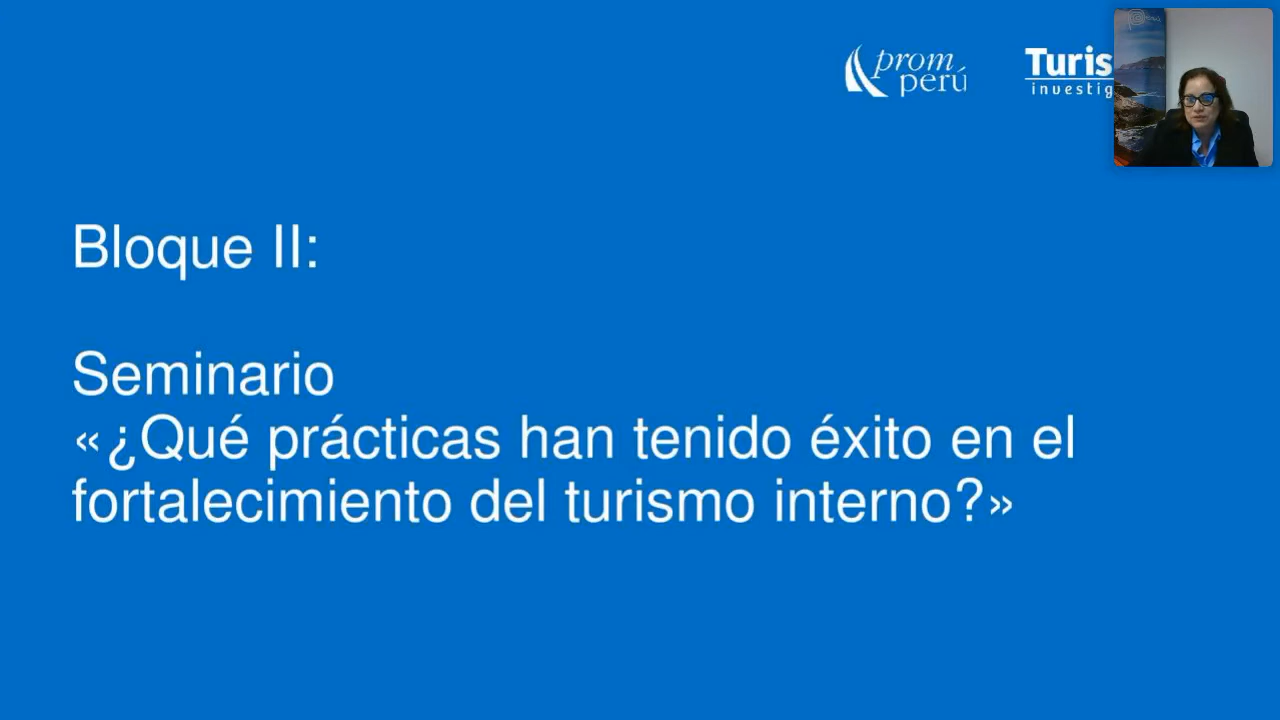 prom
perú
Turis
investig
Bloque II:
Seminario
«¿Qué prácticas han tenido éxito en el
fortalecimiento del turismo interno?»